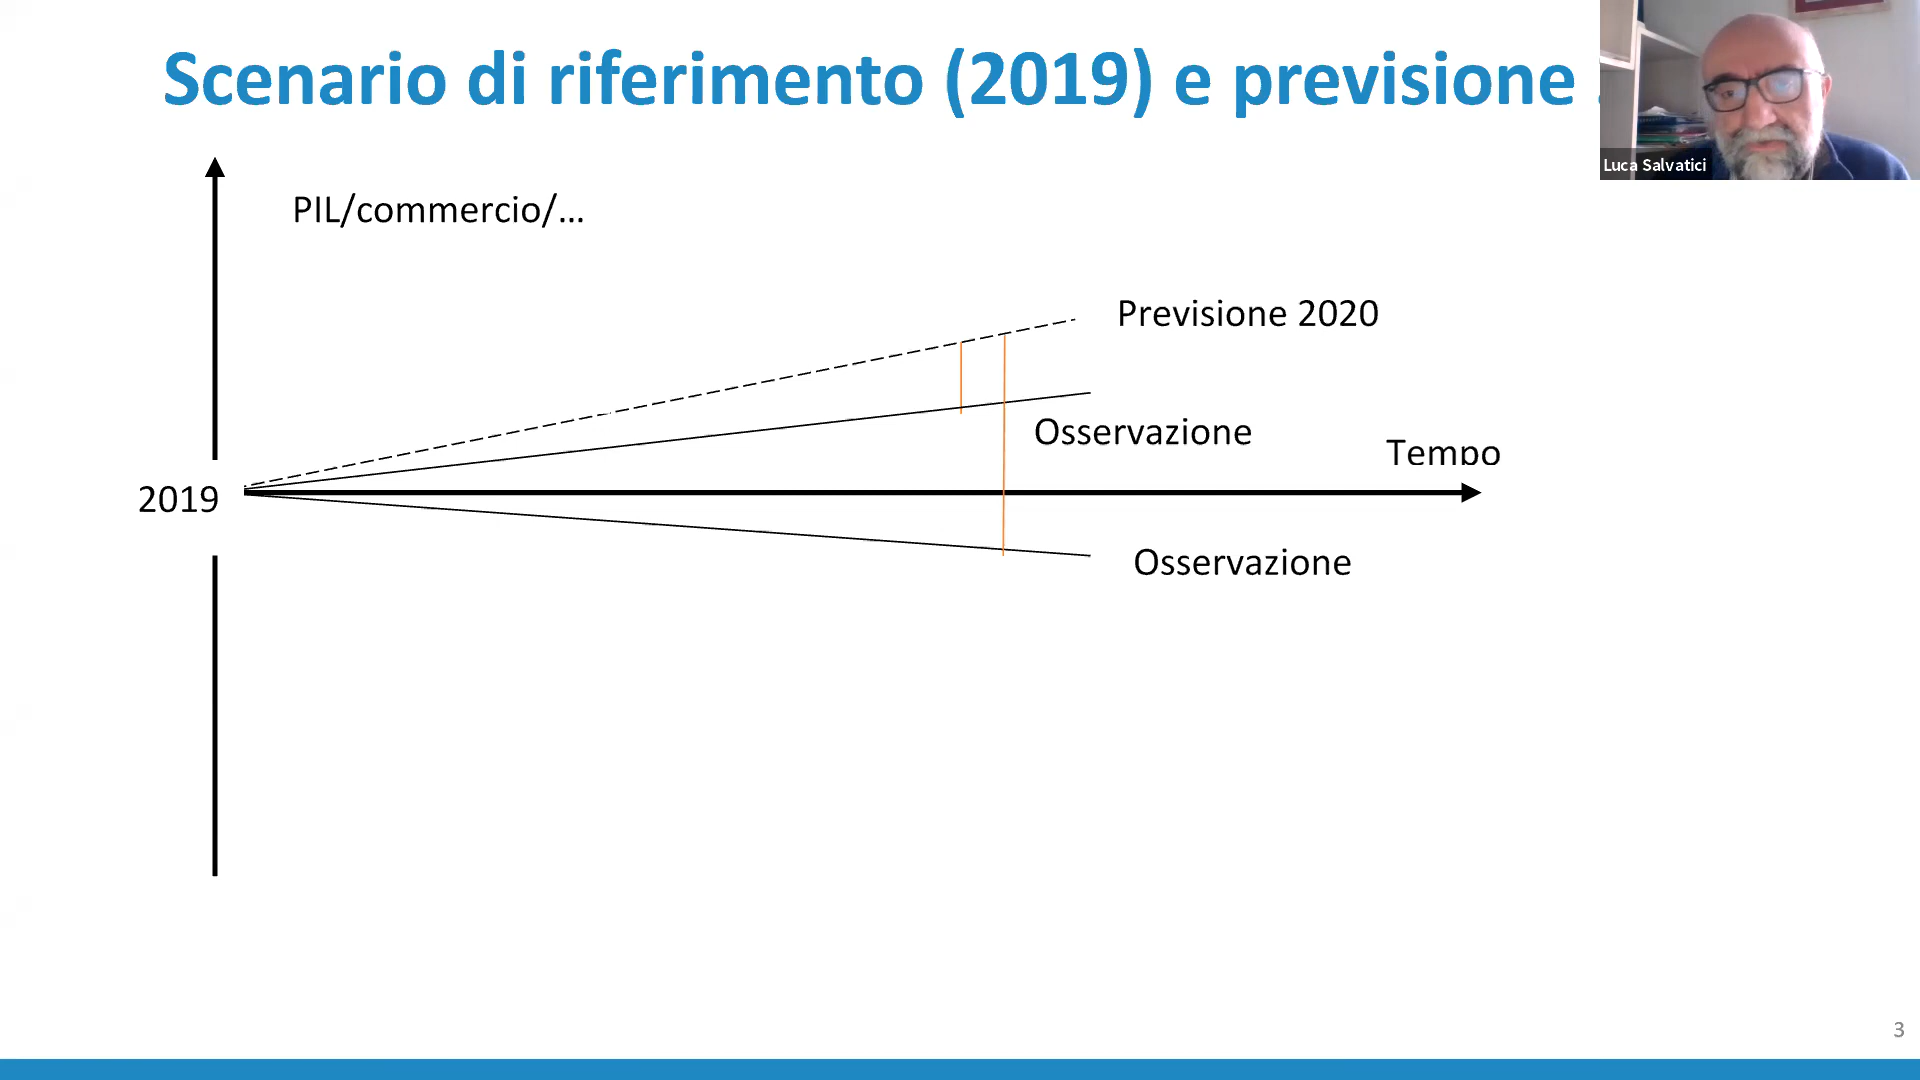 Scenario di riferimento (2019) e previsione
Luca Salvatici
PIL/commercio/...
Previsione 2020
Osservazione
Tempo
2019
Osservazione
3